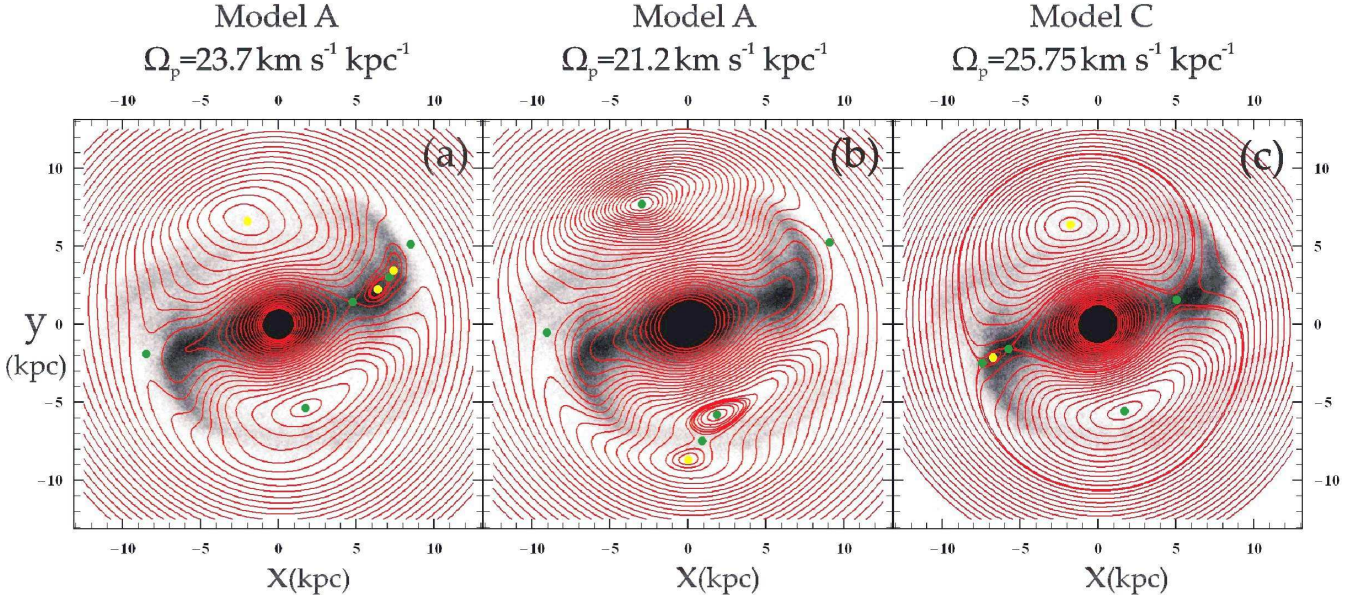 Model A Model A Model C
Ωp=23.7 km s⁻¹ kpc⁻¹ Ωp=21.2 km s⁻¹ kpc⁻¹ Ωp=25.75 km s⁻¹ kpc⁻¹
−10 −5 0 5 10 −10 −5 0 5 10 −10 −5 0 5 10
(a) (b) (c)
10 10
5 5
y 0 0
(kpc)
−5 −5
−10 −10
−10 −5 0 5 10 −10 −5 0 5 10 −10 −5 0 5 10
X(kpc) X(kpc) X(kpc)